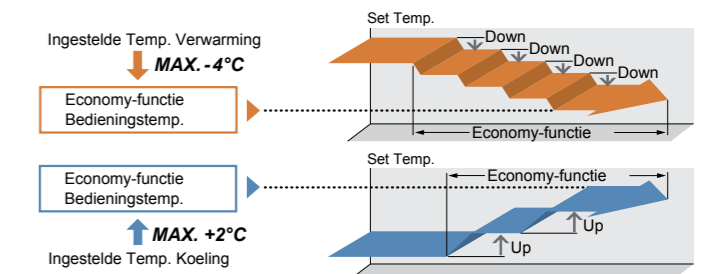 Ingestelde Temp. Verwarming
MAX. -4°C
Economy-functie
Bedieningstemp.
Set Temp.
Down
Down
Down
Down
Economy-functie
Economy-functie
Bedieningstemp.
MAX. +2°C
Ingestelde Temp. Koeling
Set Temp.
Economy-functie
Up
Up